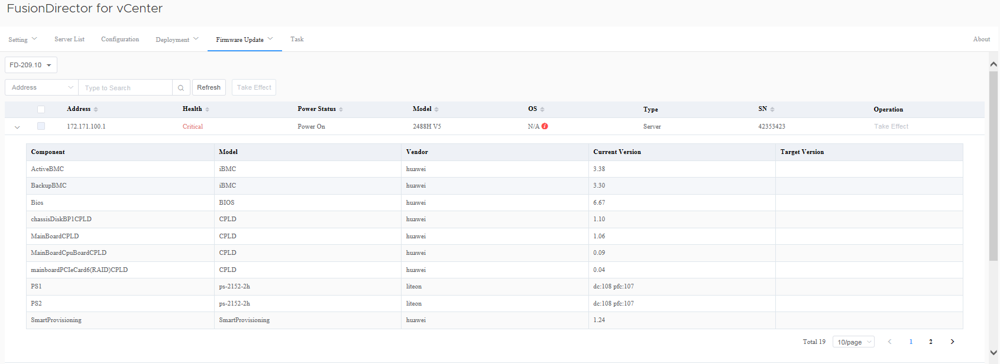 FusionDirector for vCenter
Setting Server List Configuration Deployment Firmware Update Task About
FD-209.10
Address Type to Search Refresh Take Effect
Address Health Power Status Model OS Type SN Operation
172.171.100.1 Critical Power On 2488H V5 N/A Server 42353423 Take Effect
Component Model Vendor Current Version Target Version
ActiveBMC iBMC huawei 3.38
BackupBMC iBMC huawei 3.30
Bios BIOS huawei 6.67
chassisDiskBP1CPLD CPLD huawei 1.10
MainBoardCPLD CPLD huawei 1.06
MainBoardCpuBoardCPLD CPLD huawei 0.09
mainboardPCIeCard6(RAID)CPLD CPLD huawei 0.04
PS1 ps-2152-2h liteon dc:108 pfc:107
PS2 ps-2152-2h liteon dc:108 pfc:107
SmartProvisioning SmartProvisioning huawei 1.24
Total 19 10/page < 1 2 >